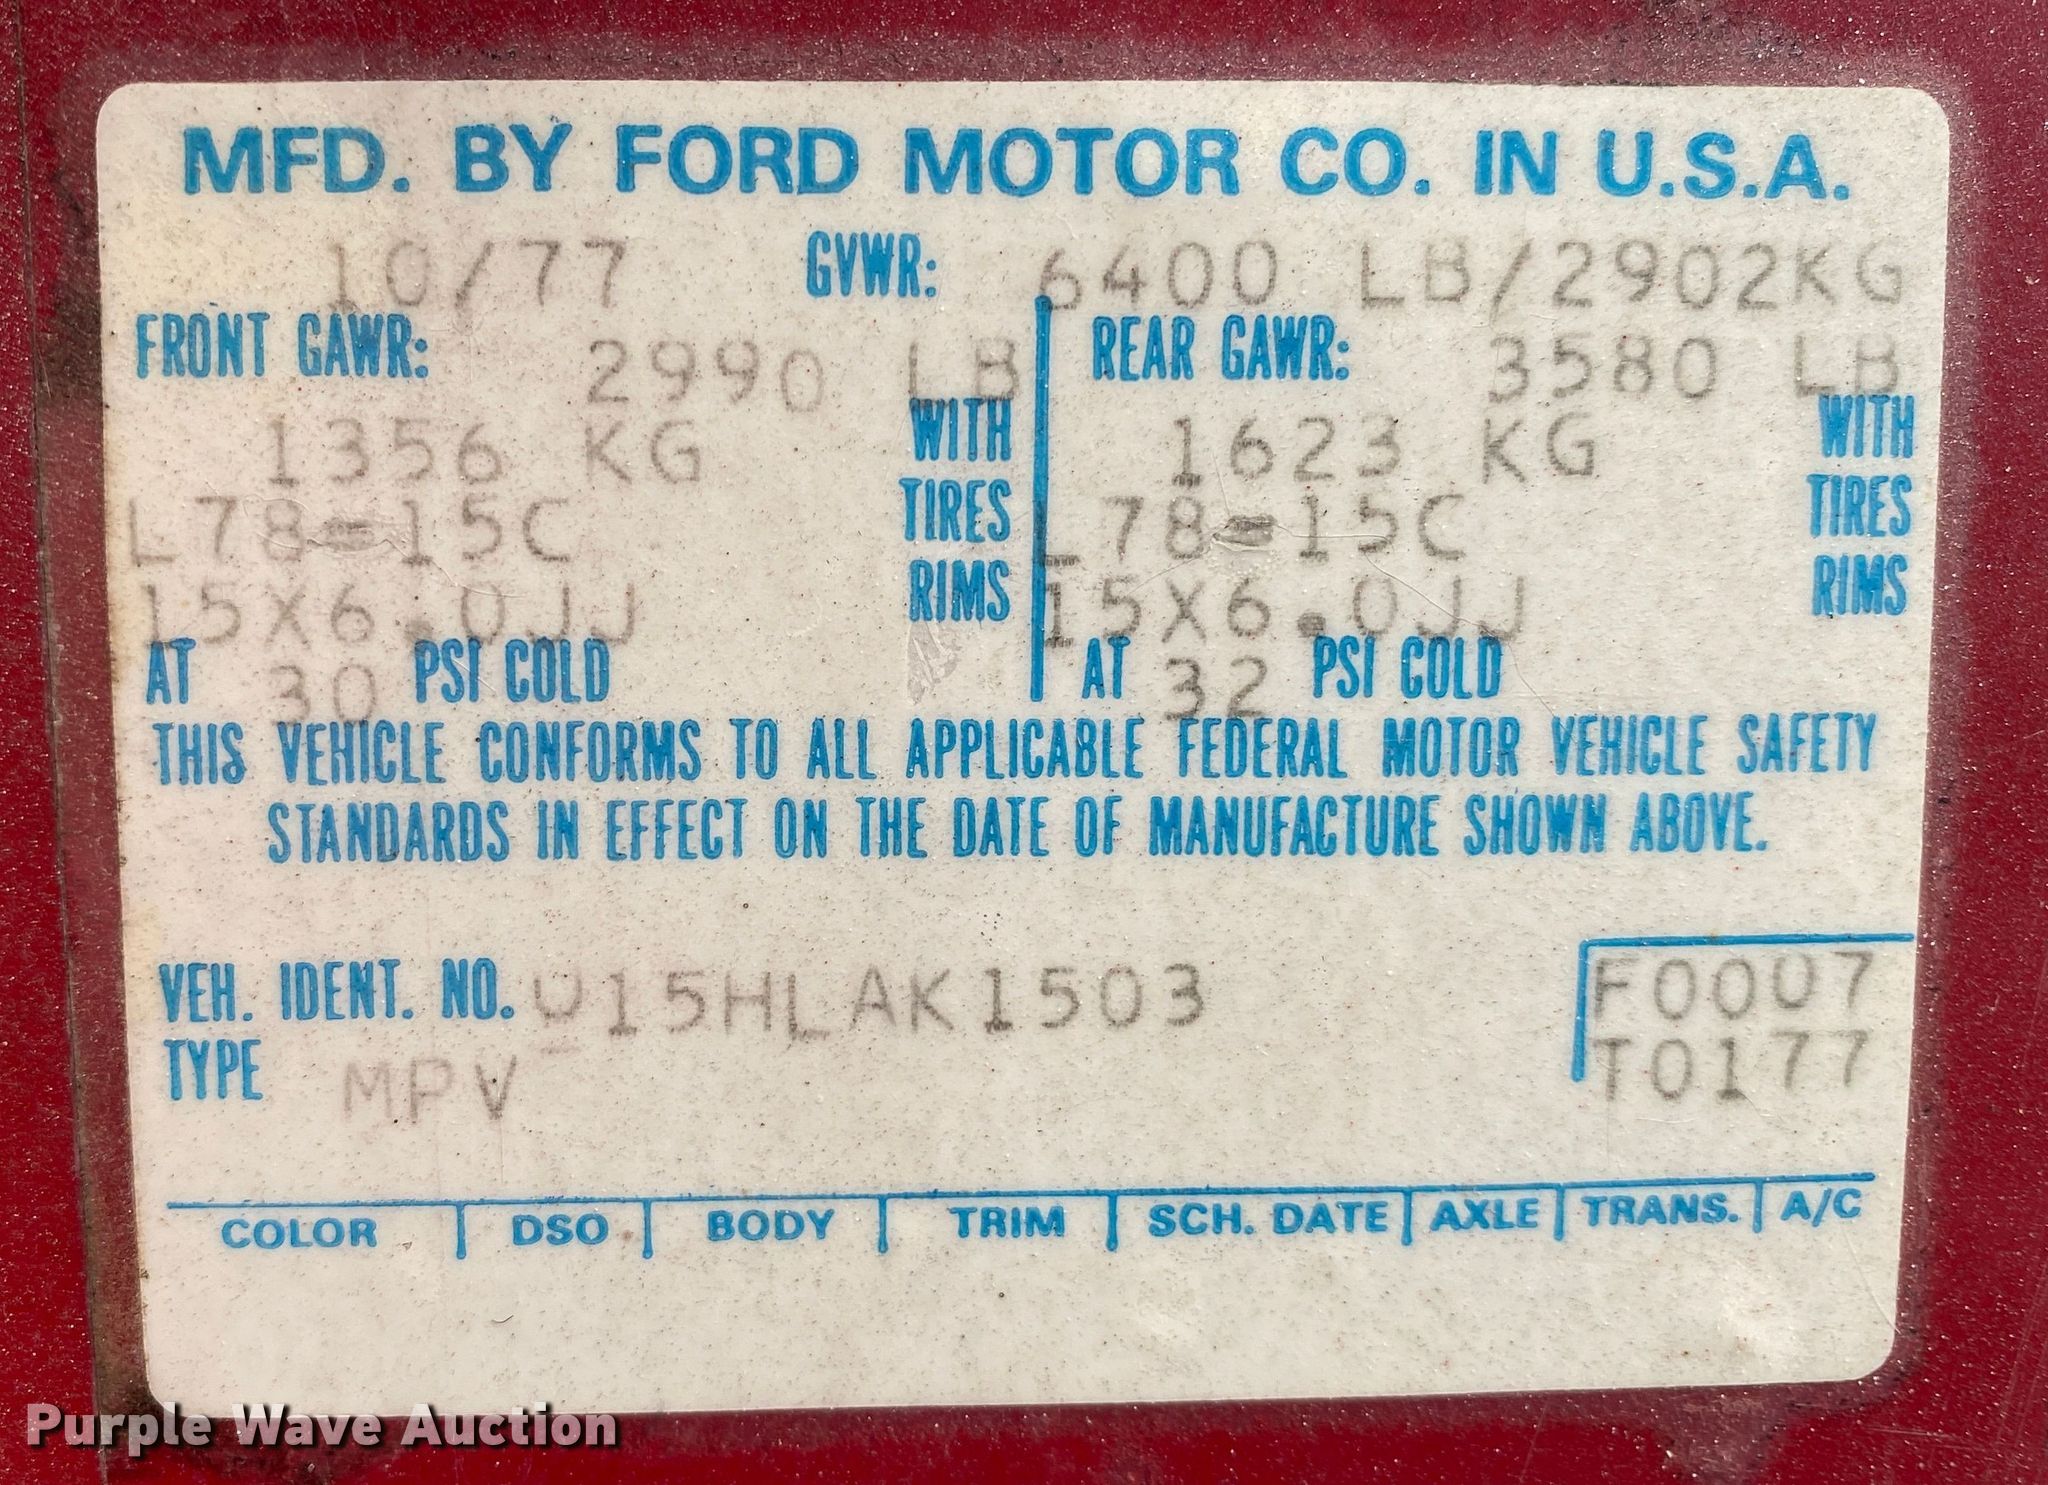 MFD. BY FORD MOTOR CO. IN U.S.A.
10/77 GVWR: 6400 LB/2902KG
FRONT GAWR: 2990 LB REAR GAWR: 3580 LB
1356 KG WITH 1623 KG WITH
L78=15C TIRES L78=15C TIRES
15X6.0JJ RIMS 15X6.0JJ RIMS
AT 30 PSI COLD AT 32 PSI COLD
THIS VEHICLE CONFORMS TO ALL APPLICABLE FEDERAL MOTOR VEHICLE SAFETY
STANDARDS IN EFFECT ON THE DATE OF MANUFACTURE SHOWN ABOVE.
VEH. IDENT. NO. U15HLAK1503 F0007
TYPE MPV T0177
COLOR DSO BODY TRIM SCH. DATE AXLE TRANS. A/C
Purple Wave Auction